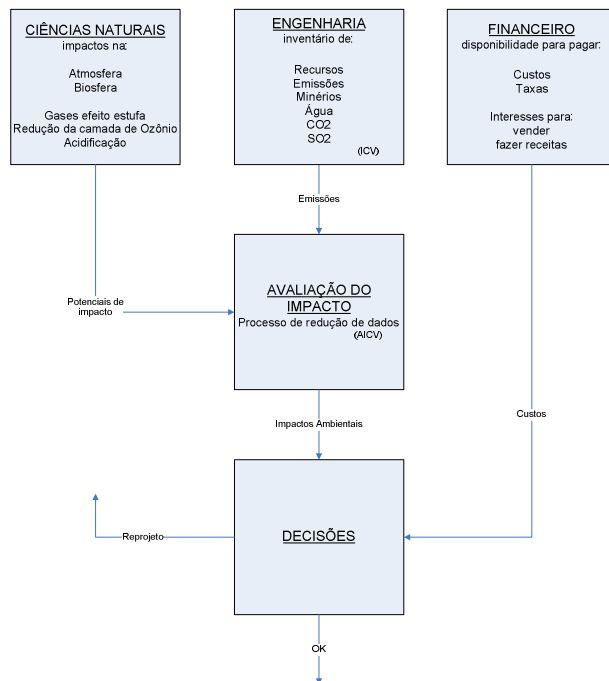 CIÊNCIAS NATURAIS
impactos na:
Atmosfera
Biosfera
Gases efeito estufa
Redução da camada de Ozônio
Acidificação
ENGENHARIA
inventário de:
Recursos
Emissões
Minérios
Água
CO2
SO2
(ICV)
FINANCEIRO
disponibilidade para pagar:
Custos
Taxas
Interesses para:
vender
fazer receitas
Emissões
Potenciais de
impacto
AVALIAÇÃO DO
IMPACTO
Processo de redução de dados
(AICV)
Impactos Ambientais
Custos
Reprojeto
DECISÕES
OK